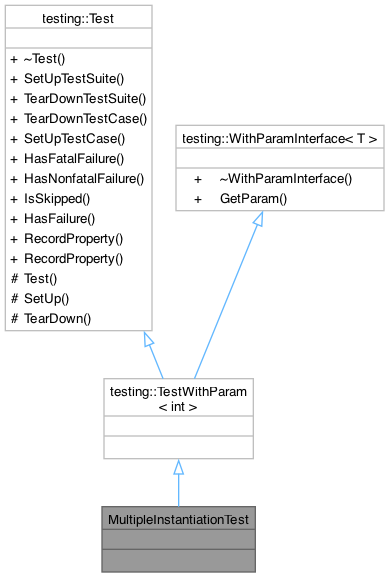 testing::Test
+ ~Test()
+ SetUpTestSuite()
+ TearDownTestSuite()
+ TearDownTestCase()
+ SetUpTestCase()
+ HasFatalFailure()
+ HasNonfatalFailure()
+ IsSkipped()
+ HasFailure()
+ RecordProperty()
+ RecordProperty()
# Test()
# SetUp()
# TearDown()
testing::WithParamInterface< T >
+ ~WithParamInterface()
+ GetParam()
testing::TestWithParam
< int >
MultipleInstantiationTest